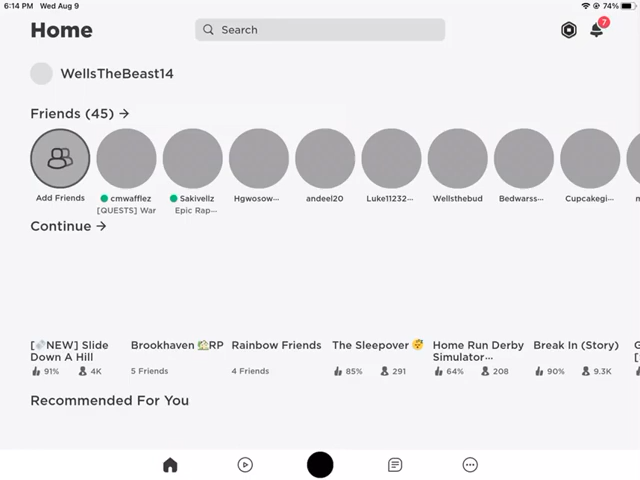 6:14 PM Wed Aug 9 74%
Home
Search
7
WellsTheBeast14
Friends (45) →
Add Friends cmwafflez Sakivellz Hgwosow... andeel20 Luke11232... Wellsthebud Bedwarss... Cupcakegi... m
[QUESTS] War Epic Rap...
Continue →
[🗞️NEW] Slide Down A Hill
91% 4K
Brookhaven 🏡RP
5 Friends
Rainbow Friends
4 Friends
The Sleepover 😴
85% 291
Home Run Derby Simulator...
64% 208
Break In (Story)
90% 9.3K
G
[
Recommended For You